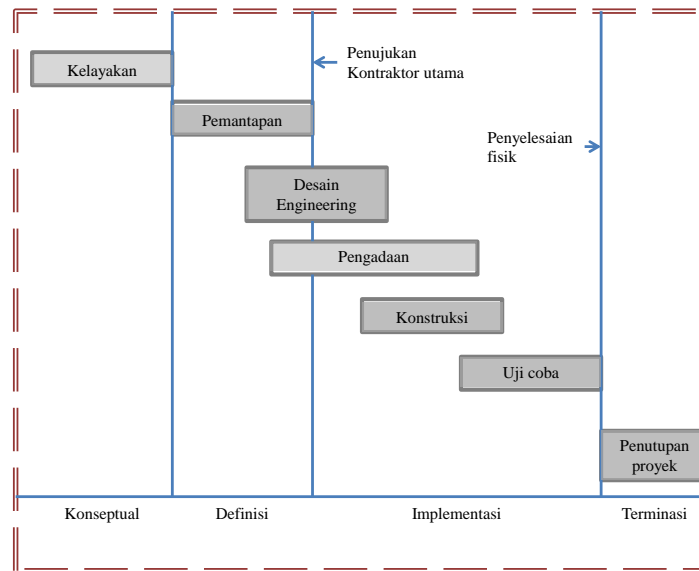 Kelayakan
Penujukan
Kontraktor utama
Pemantapan
Penyelesaian
fisik
Desain
Engineering
Pengadaan
Konstruksi
Uji coba
Penutupan
proyek
Konseptual
Definisi
Implementasi
Terminasi